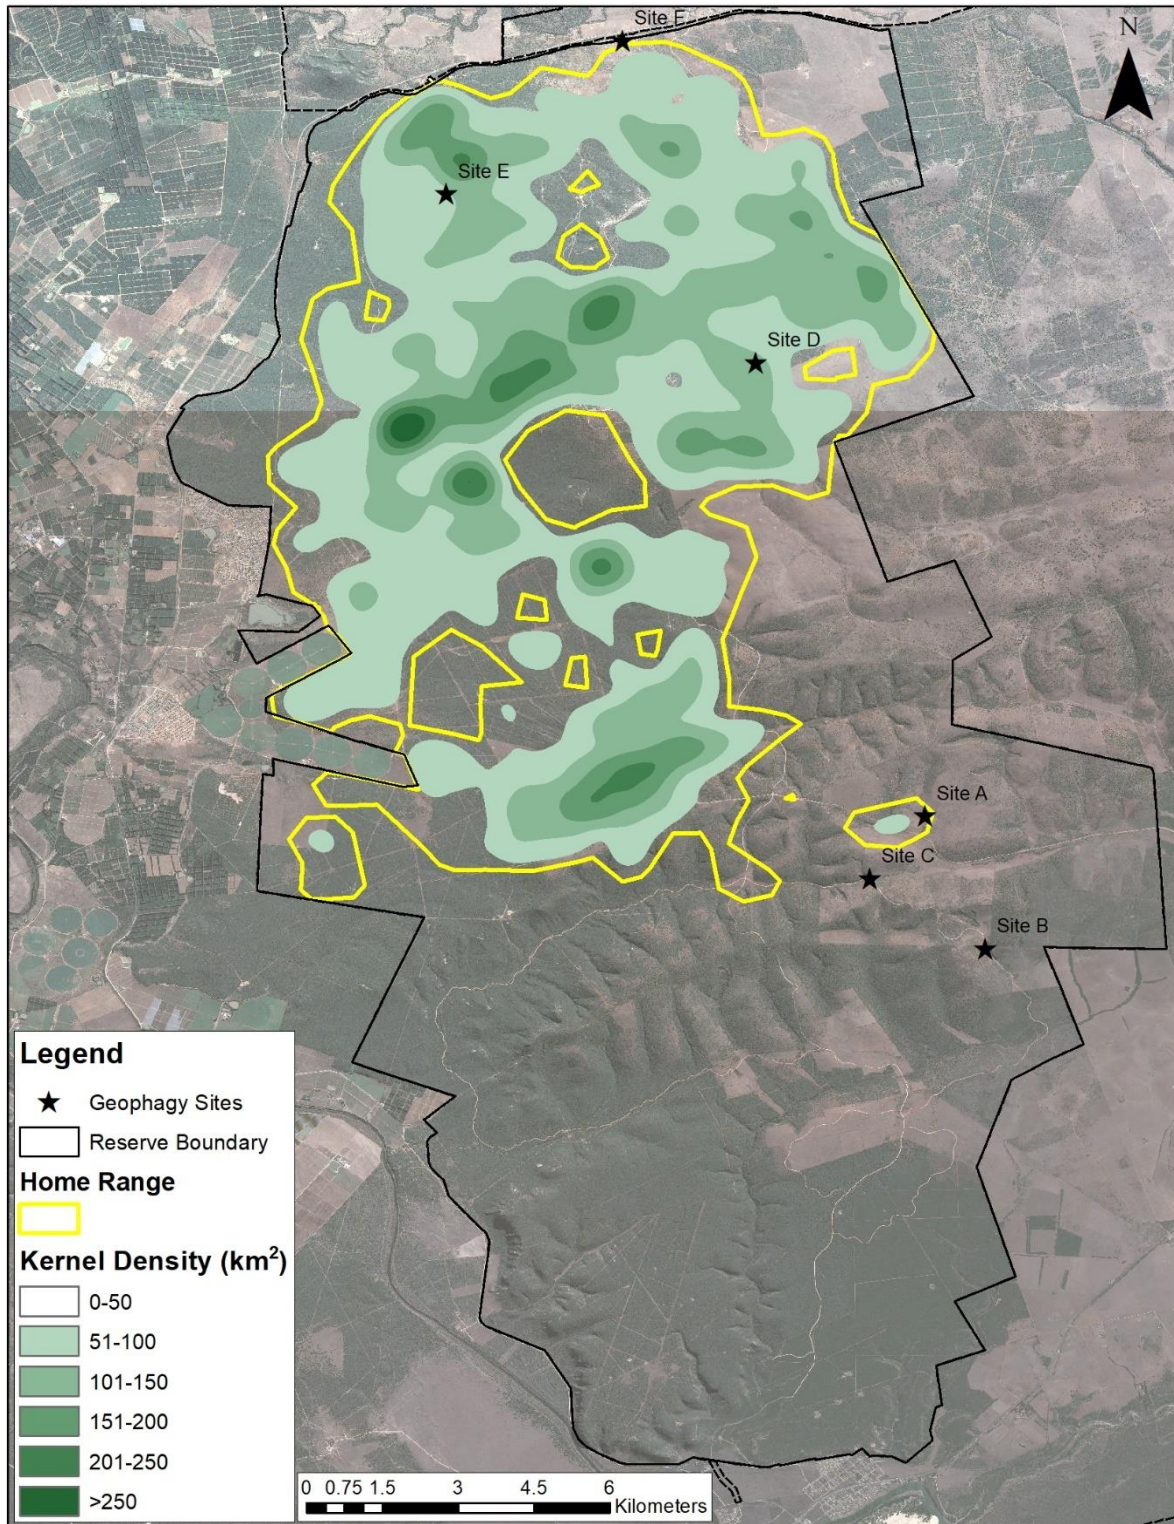 Site F
N
Site E
Site D
Site A
Site C
Site B
Legend
Geophagy Sites
Reserve Boundary
Home Range
Kernel Density (km²)
0-50
51-100
101-150
151-200
201-250
>250
0 0.75 1.5 3 4.5 6
Kilometers